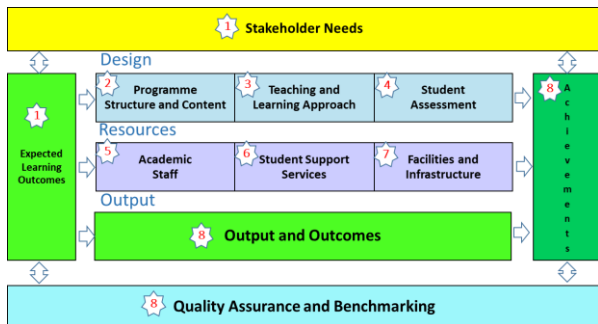 1 Stakeholder Needs
Design
1
Expected
Learning
Outcomes
2 Programme
Structure and Content
3 Teaching and
Learning Approach
4 Student
Assessment
8
Achievements
Resources
5 Academic
Staff
6 Student Support
Services
7 Facilities and
Infrastructure
Output
8 Output and Outcomes
8 Quality Assurance and Benchmarking